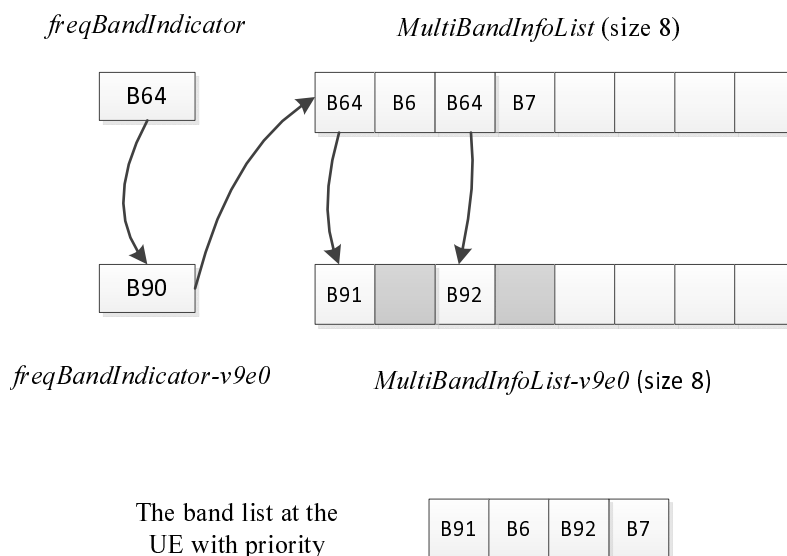 freqBandIndicator MultiBandInfoList (size 8)
B64 B64 B6 B64 B7
B90 B91 B92
freqBandIndicator-v9e0 MultiBandInfoList-v9e0 (size 8)
The band list at the
UE with priority
B91 B6 B92 B7